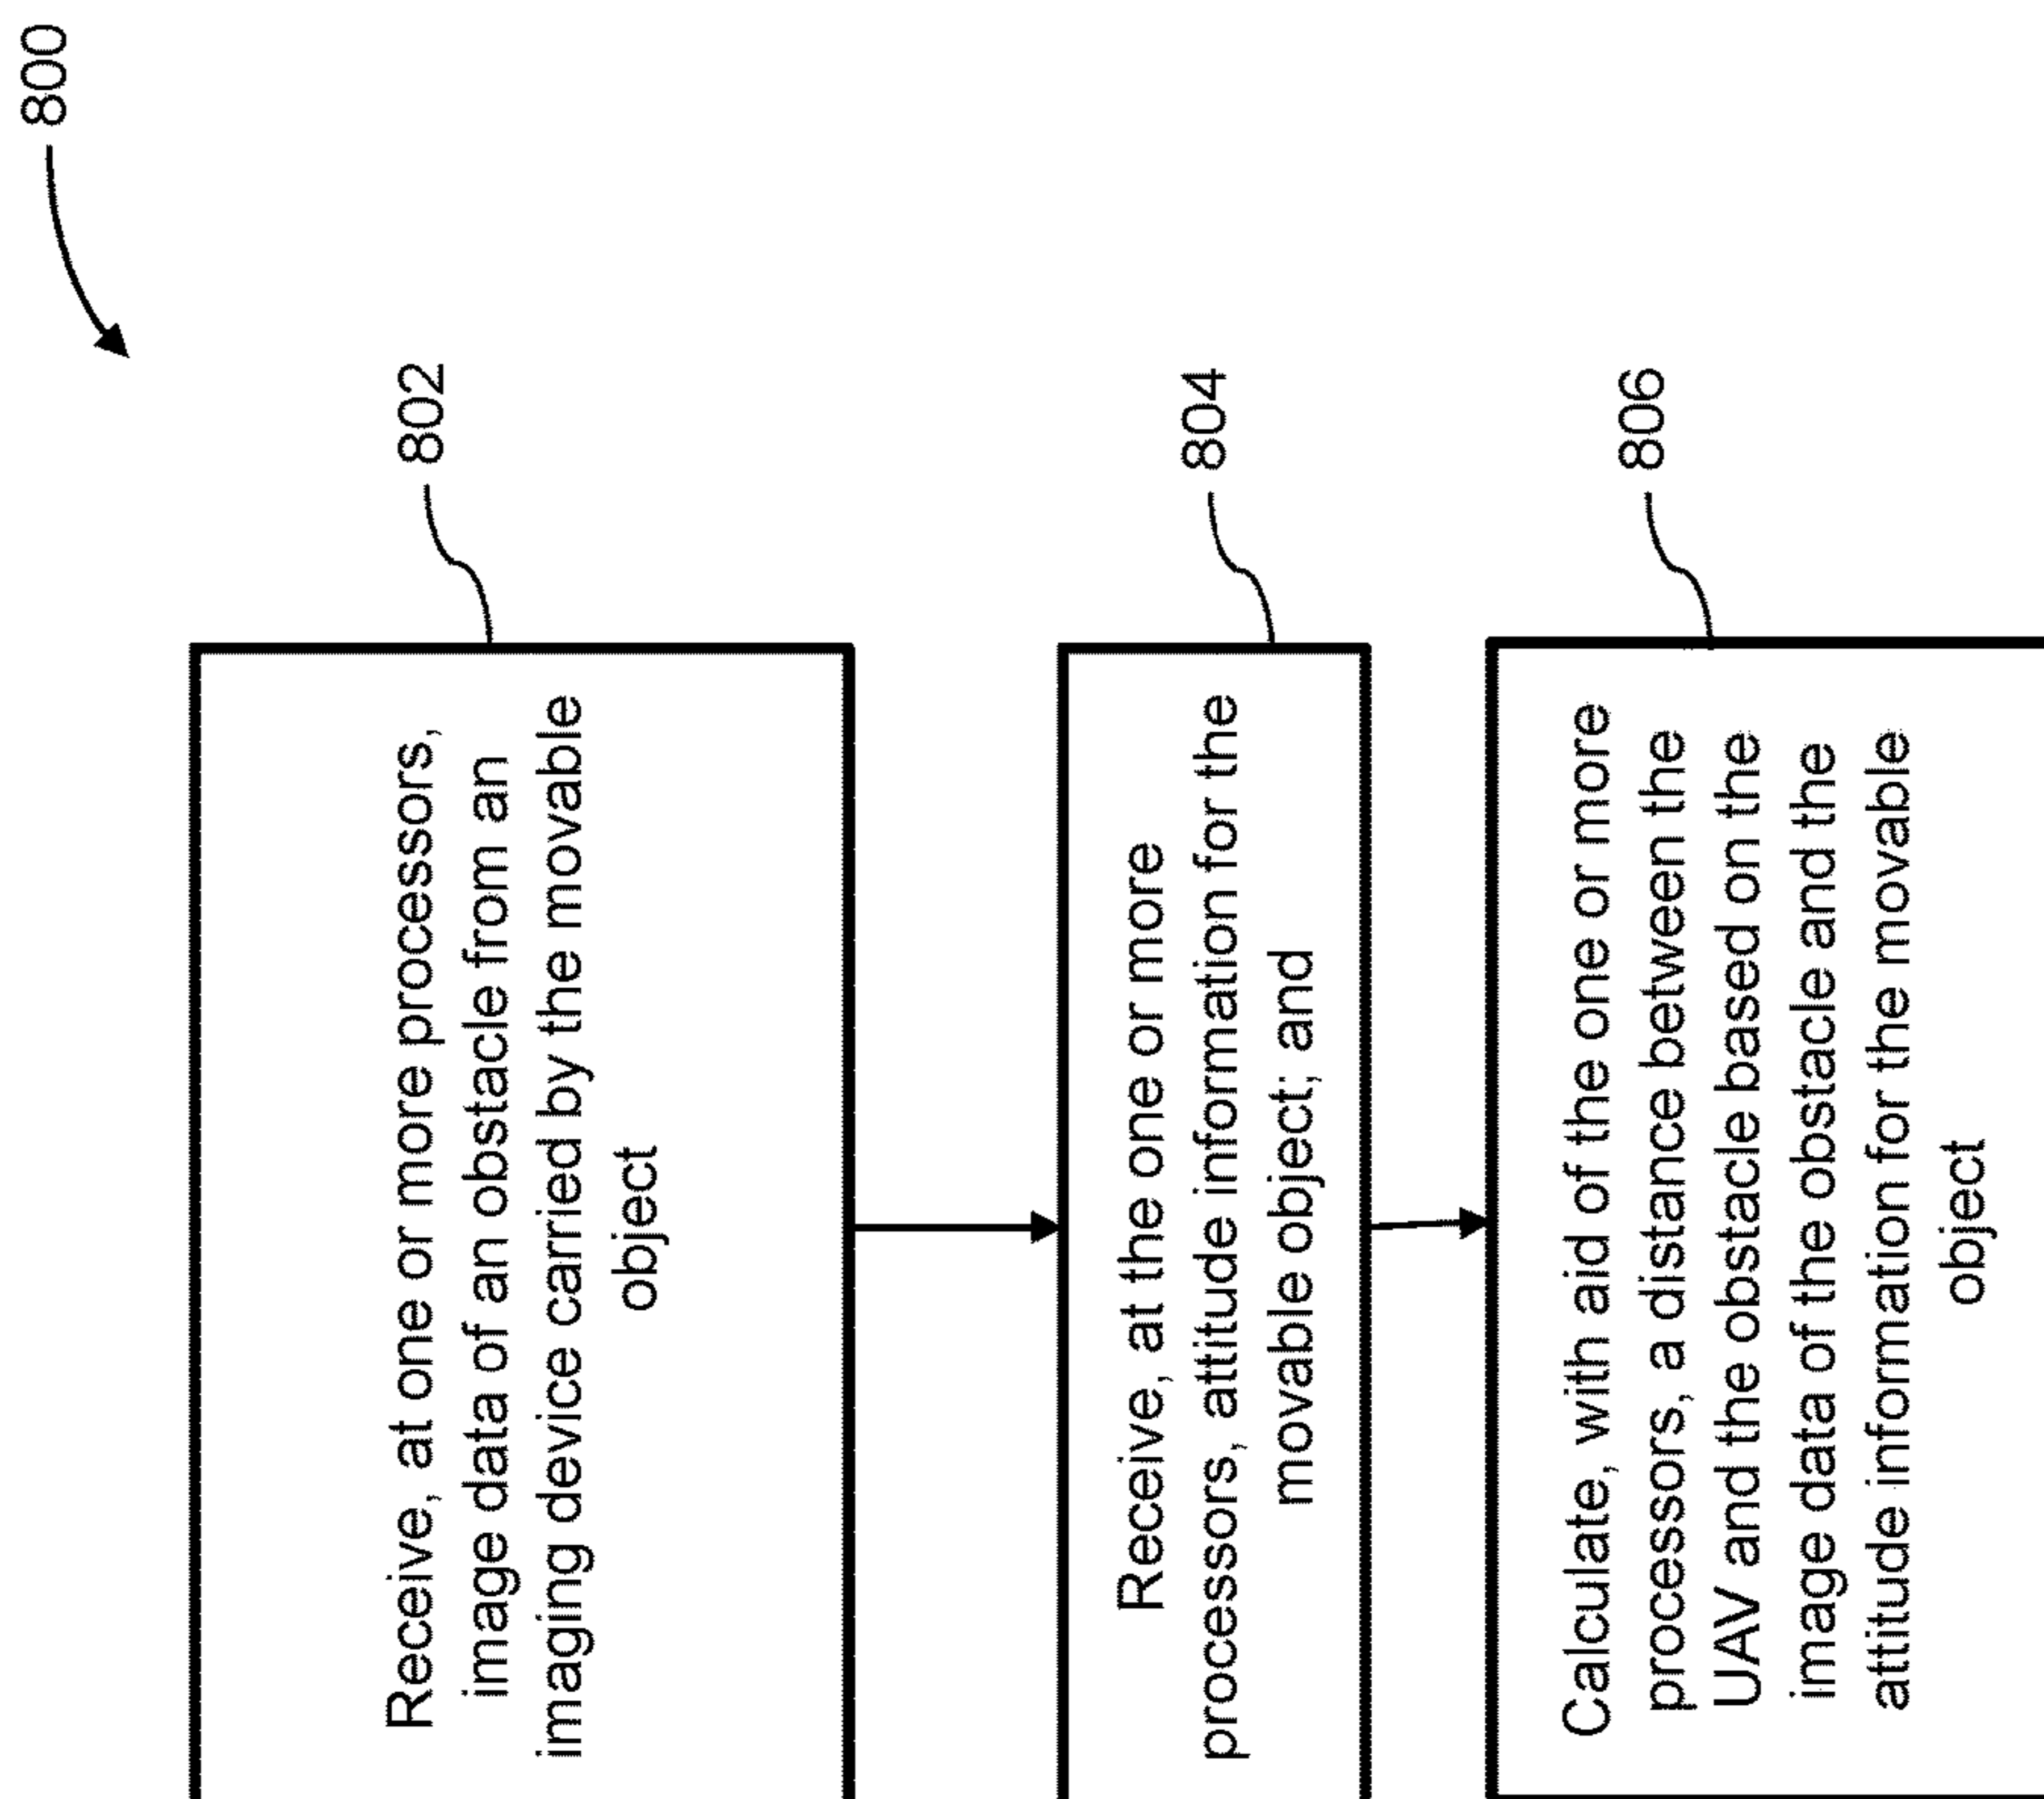 800
802
Receive, at one or more processors,
image data of an obstacle from an
imaging device carried by the movable
object
804
Receive, at the one or more
processors, attitude information for the
movable object; and
806
Calculate, with aid of the one or more
processors, a distance between the
UAV and the obstacle based on the
image data of the obstacle and the
attitude information for the movable
object